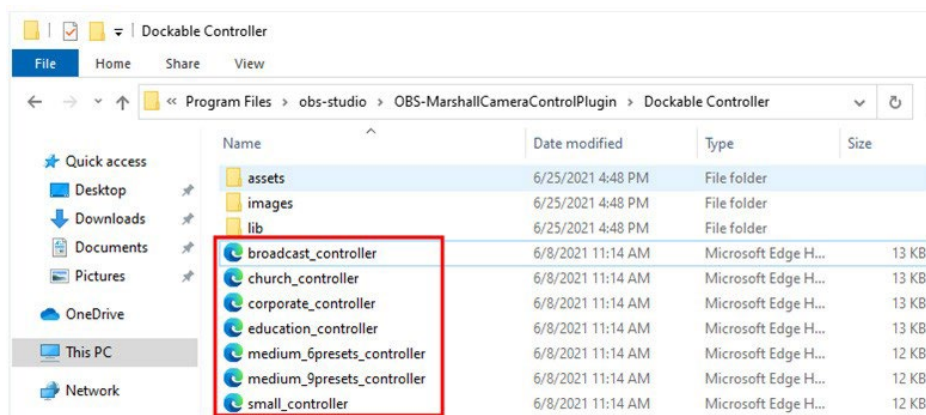 Dockable Controller
File Home Share View
« Program Files > obs-studio > OBS-MarshallCameraControlPlugin > Dockable Controller
Name Date modified Type Size
Quick access
Desktop
Downloads
Documents
Pictures
OneDrive
This PC
Network
assets 6/25/2021 4:48 PM File folder
images 6/25/2021 4:48 PM File folder
lib 6/25/2021 4:48 PM File folder
broadcast_controller 6/8/2021 11:14 AM Microsoft Edge H... 13 KB
church_controller 6/8/2021 11:14 AM Microsoft Edge H... 13 KB
corporate_controller 6/8/2021 11:14 AM Microsoft Edge H... 13 KB
education_controller 6/8/2021 11:14 AM Microsoft Edge H... 13 KB
medium_6presets_controller 6/8/2021 11:14 AM Microsoft Edge H... 12 KB
medium_9presets_controller 6/8/2021 11:14 AM Microsoft Edge H... 12 KB
small_controller 6/8/2021 11:14 AM Microsoft Edge H... 12 KB